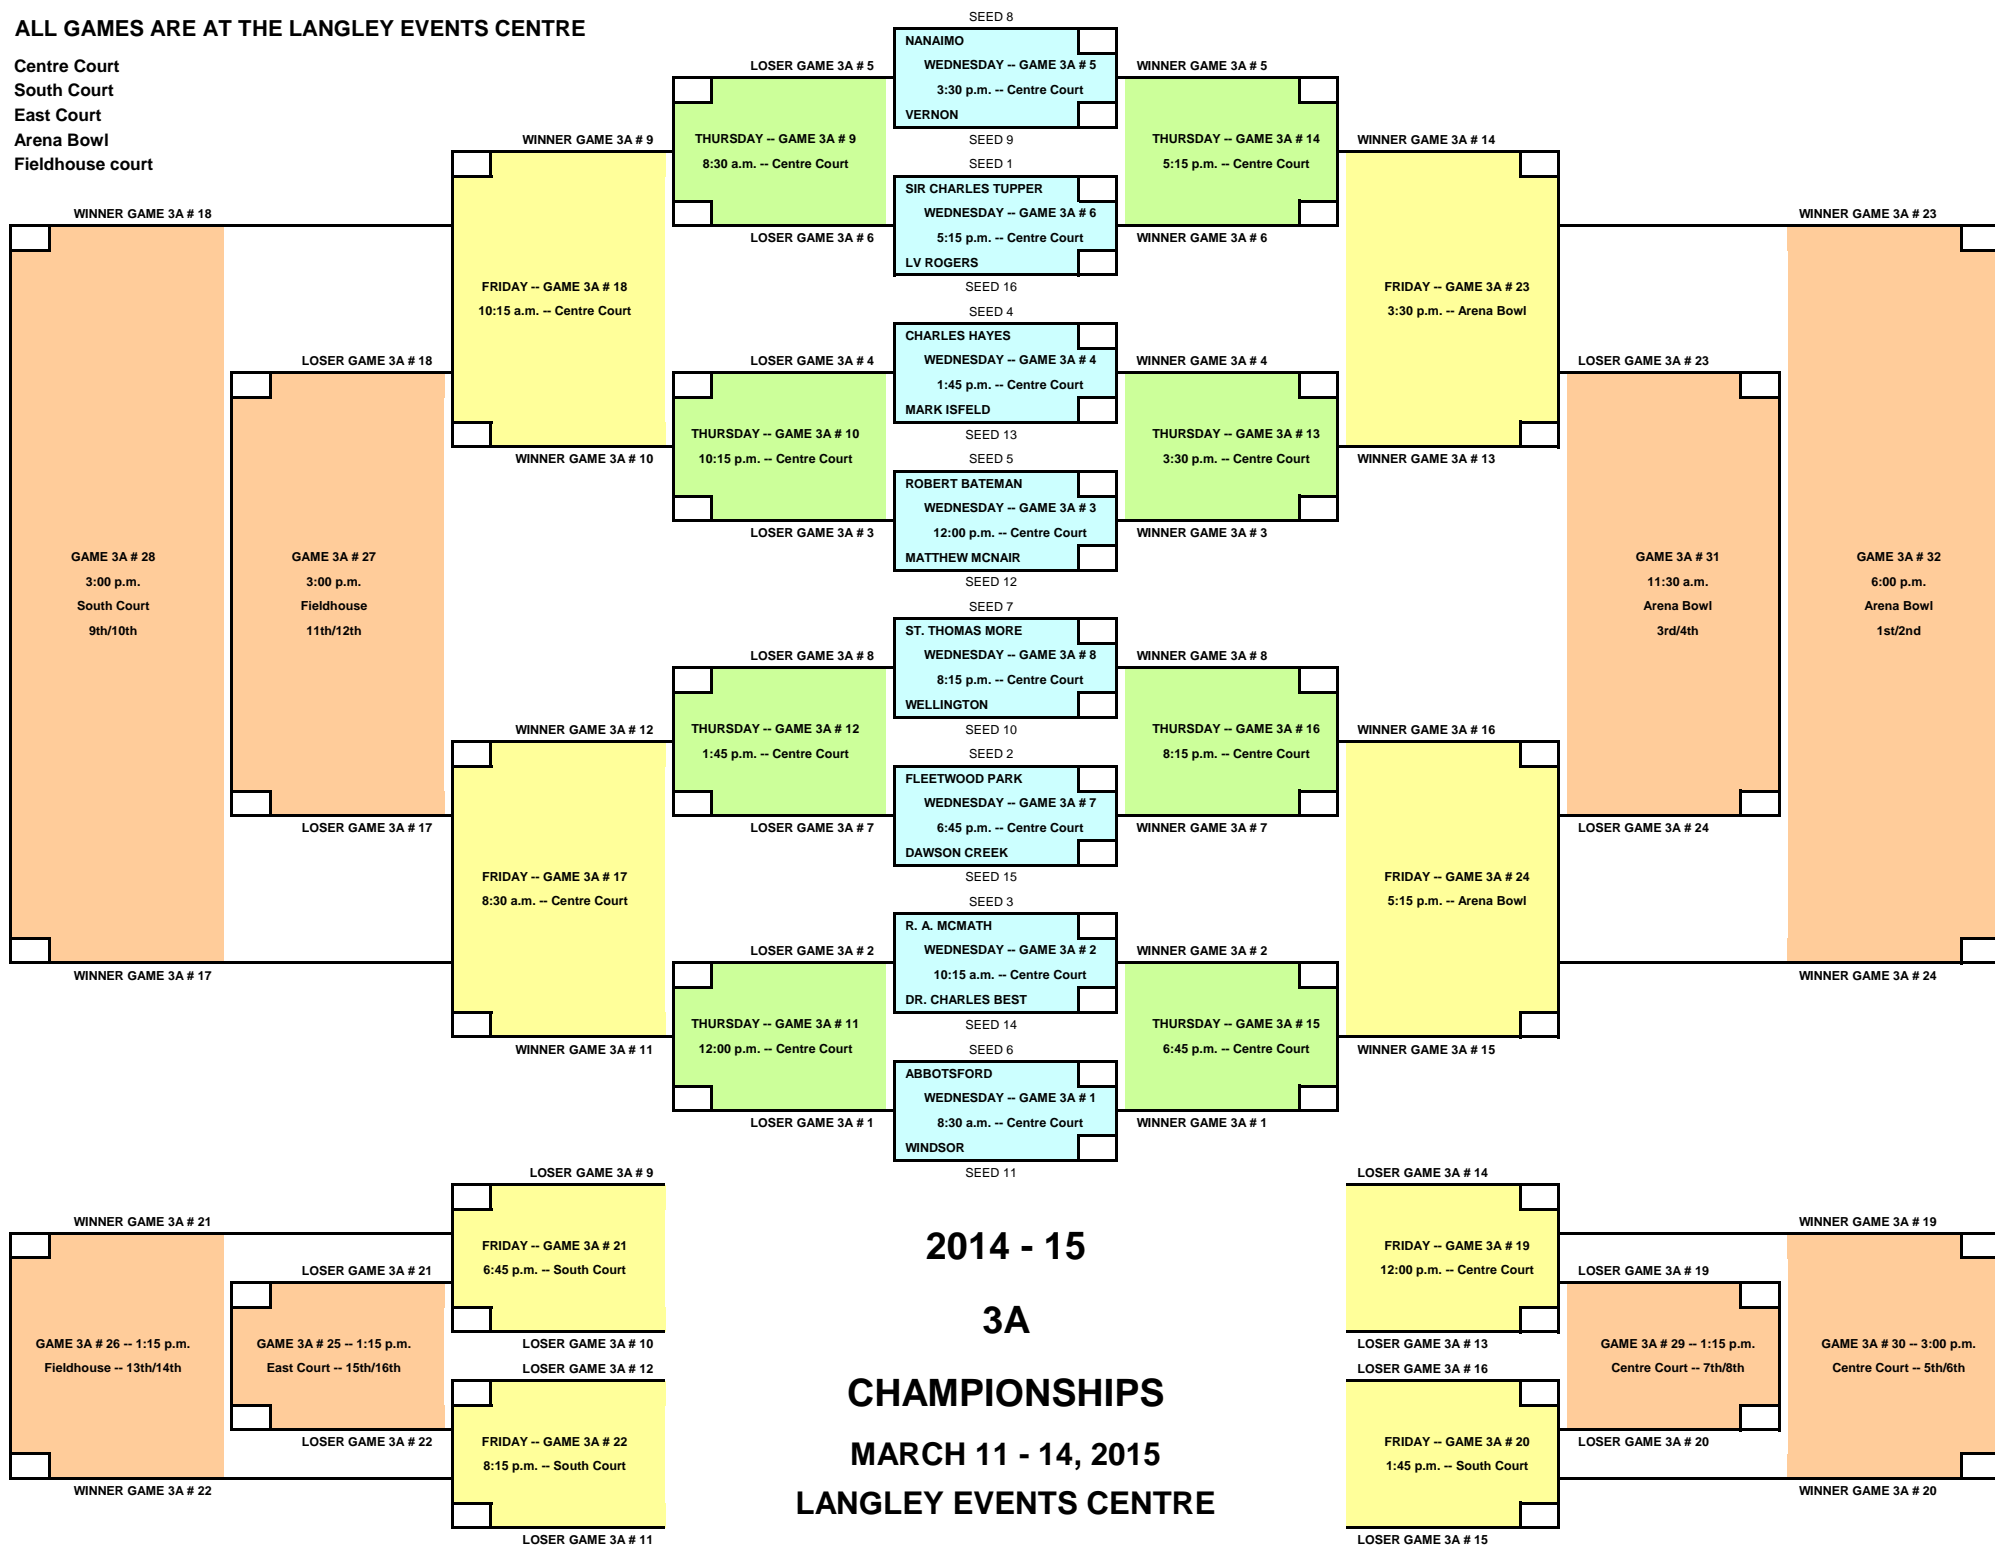 ALL GAMES ARE AT THE LANGLEY EVENTS CENTRE
Centre Court
South Court
East Court
Arena Bowl
Fieldhouse court
SEED 8
NANAIMO
WEDNESDAY -- GAME 3A # 5
3:30 p.m. -- Centre Court
VERNON
SEED 9
SEED 1
SIR CHARLES TUPPER
WEDNESDAY -- GAME 3A # 6
5:15 p.m. -- Centre Court
LV ROGERS
SEED 16
SEED 4
CHARLES HAYES
WEDNESDAY -- GAME 3A # 4
1:45 p.m. -- Centre Court
MARK ISFELD
SEED 13
SEED 5
ROBERT BATEMAN
WEDNESDAY -- GAME 3A # 3
12:00 p.m. -- Centre Court
MATTHEW MCNAIR
SEED 12
SEED 7
ST. THOMAS MORE
WEDNESDAY -- GAME 3A # 8
8:15 p.m. -- Centre Court
WELLINGTON
SEED 10
SEED 2
FLEETWOOD PARK
WEDNESDAY -- GAME 3A # 7
6:45 p.m. -- Centre Court
DAWSON CREEK
SEED 15
SEED 3
R. A. MCMATH
WEDNESDAY -- GAME 3A # 2
10:15 a.m. -- Centre Court
DR. CHARLES BEST
SEED 14
SEED 6
ABBOTSFORD
WEDNESDAY -- GAME 3A # 1
8:30 a.m. -- Centre Court
WINDSOR
SEED 11
LOSER GAME 3A # 5
THURSDAY -- GAME 3A # 9
8:30 a.m. -- Centre Court
LOSER GAME 3A # 6
LOSER GAME 3A # 4
THURSDAY -- GAME 3A # 10
10:15 p.m. -- Centre Court
LOSER GAME 3A # 3
LOSER GAME 3A # 8
THURSDAY -- GAME 3A # 12
1:45 p.m. -- Centre Court
LOSER GAME 3A # 7
LOSER GAME 3A # 2
THURSDAY -- GAME 3A # 11
12:00 p.m. -- Centre Court
LOSER GAME 3A # 1
WINNER GAME 3A # 9
FRIDAY -- GAME 3A # 18
10:15 a.m. -- Centre Court
WINNER GAME 3A # 10
WINNER GAME 3A # 12
FRIDAY -- GAME 3A # 17
8:30 a.m. -- Centre Court
WINNER GAME 3A # 11
LOSER GAME 3A # 18
GAME 3A # 27
3:00 p.m.
Fieldhouse
11th/12th
LOSER GAME 3A # 17
WINNER GAME 3A # 18
GAME 3A # 28
3:00 p.m.
South Court
9th/10th
WINNER GAME 3A # 17
WINNER GAME 3A # 5
THURSDAY -- GAME 3A # 14
5:15 p.m. -- Centre Court
WINNER GAME 3A # 6
WINNER GAME 3A # 4
THURSDAY -- GAME 3A # 13
3:30 p.m. -- Centre Court
WINNER GAME 3A # 3
WINNER GAME 3A # 8
THURSDAY -- GAME 3A # 16
8:15 p.m. -- Centre Court
WINNER GAME 3A # 7
WINNER GAME 3A # 2
THURSDAY -- GAME 3A # 15
6:45 p.m. -- Centre Court
WINNER GAME 3A # 1
WINNER GAME 3A # 14
FRIDAY -- GAME 3A # 23
3:30 p.m. -- Arena Bowl
WINNER GAME 3A # 13
WINNER GAME 3A # 16
FRIDAY -- GAME 3A # 24
5:15 p.m. -- Arena Bowl
WINNER GAME 3A # 15
LOSER GAME 3A # 23
GAME 3A # 31
11:30 a.m.
Arena Bowl
3rd/4th
LOSER GAME 3A # 24
WINNER GAME 3A # 23
GAME 3A # 32
6:00 p.m.
Arena Bowl
1st/2nd
WINNER GAME 3A # 24
LOSER GAME 3A # 9
FRIDAY -- GAME 3A # 21
6:45 p.m. -- South Court
LOSER GAME 3A # 10
LOSER GAME 3A # 12
FRIDAY -- GAME 3A # 22
8:15 p.m. -- South Court
LOSER GAME 3A # 11
LOSER GAME 3A # 21
GAME 3A # 25 -- 1:15 p.m.
East Court -- 15th/16th
LOSER GAME 3A # 22
WINNER GAME 3A # 21
GAME 3A # 26 -- 1:15 p.m.
Fieldhouse -- 13th/14th
WINNER GAME 3A # 22
2014 - 15
3A
CHAMPIONSHIPS
MARCH 11 - 14, 2015
LANGLEY EVENTS CENTRE
LOSER GAME 3A # 14
FRIDAY -- GAME 3A # 19
12:00 p.m. -- Centre Court
LOSER GAME 3A # 13
LOSER GAME 3A # 16
FRIDAY -- GAME 3A # 20
1:45 p.m. -- South Court
LOSER GAME 3A # 15
LOSER GAME 3A # 19
GAME 3A # 29 -- 1:15 p.m.
Centre Court -- 7th/8th
LOSER GAME 3A # 20
WINNER GAME 3A # 19
GAME 3A # 30 -- 3:00 p.m.
Centre Court -- 5th/6th
WINNER GAME 3A # 20